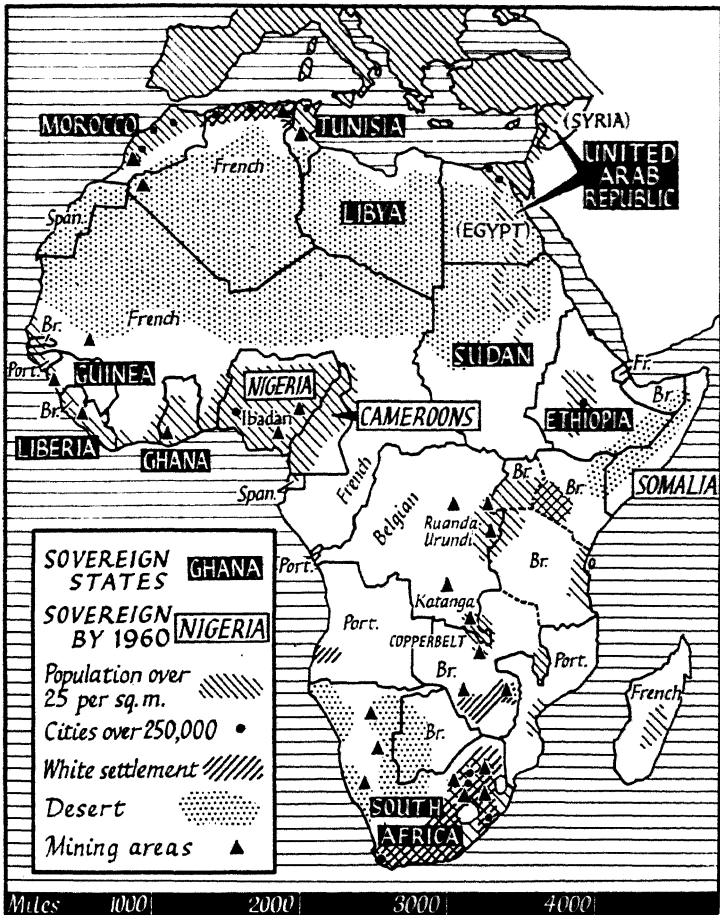 MOROCCO
TUNISIA
(SYRIA)
UNITED
ARAB
REPUBLIC
French
Span.
LIBYA
(EGYPT)
French
Br.
SUDAN
Fr.
Port.
GUINEA
NIGERIA
Br.
Br.
Ibadan
CAMEROONS
ETHIOPIA
LIBERIA
GHANA
Br.
Br.
SOMALIA
Span.
French
Belgian
Ruanda
Urundi
Port.
Br.
Katanga
Port.
COPPERBELT
Br.
Port.
French
Br.
SOUTH
AFRICA
SOVEREIGN
STATES
GHANA
SOVEREIGN
BY 1960
NIGERIA
Population over
25 per sq. m.
Cities over 250,000
White settlement
Desert
Mining areas
Miles 1000 2000 3000 4000